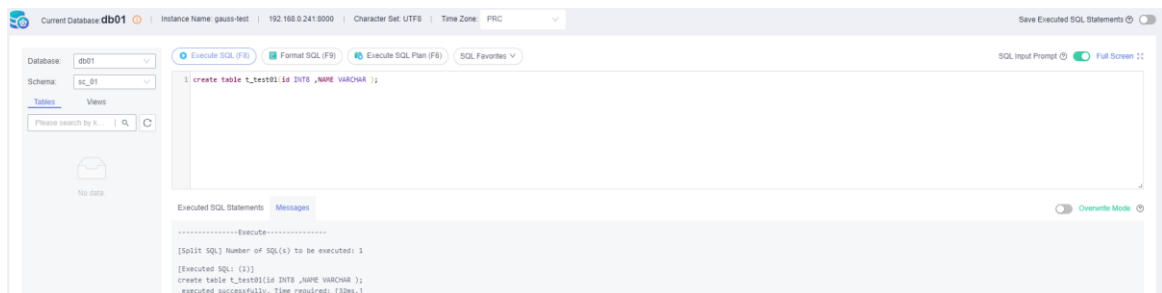 Current Database: db01 | Instance Name: gauss-test | 192.168.0.241:8000 | Character Set: UTF8 | Time Zone: PRC Save Executed SQL Statements
Database: db01
Schema: sc_01
Tables Views
Please search by k...
No data.
Execute SQL (F8) Format SQL (F9) Execute SQL Plan (F6) SQL Favorites SQL Input Prompt Full Screen
1 create table t_test01(id INT8 ,NAME VARCHAR );
Executed SQL Statements Messages Overwrite Mode
---------------Execute---------------
[Split SQL] Number of SQL(s) to be executed: 1
[Executed SQL: (1)]
create table t_test01(id INT8 ,NAME VARCHAR );
executed successfully. Time required: [32ms.]